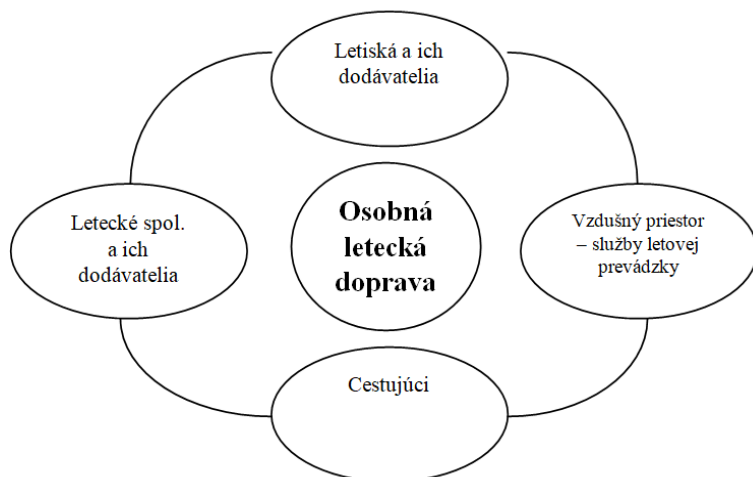 Letiská a ich
dodávatelia
Letecké spol.
a ich
dodávatelia
Osobná
letecká
doprava
Vzdušný priestor
– služby letovej
prevádzky
Cestujúci